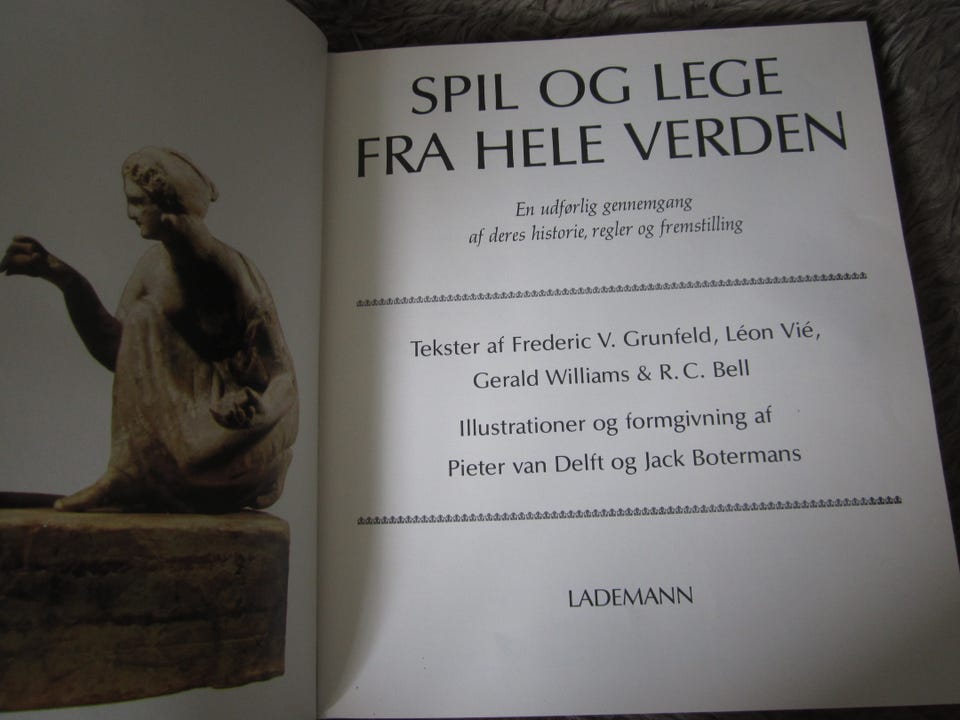 SPIL OG LEGE
FRA HELE VERDEN
En udførlig gennemgang
af deres historie, regler og fremstilling
Tekster af Frederic V. Grunfeld, Léon Vié,
Gerald Williams & R. C. Bell
Illustrationer og formgivning af
Pieter van Delft og Jack Botermans
LADEMANN